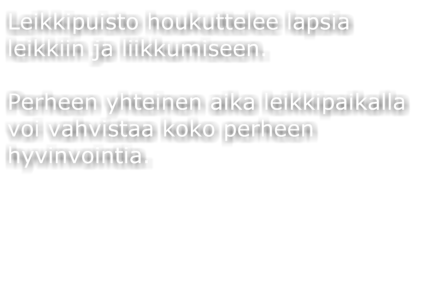 Leikkipuisto houkuttelee lapsia
leikkiin ja liikkumiseen.
Perheen yhteinen aika leikkipaikalla
voi vahvistaa koko perheen
hyvinvointia.